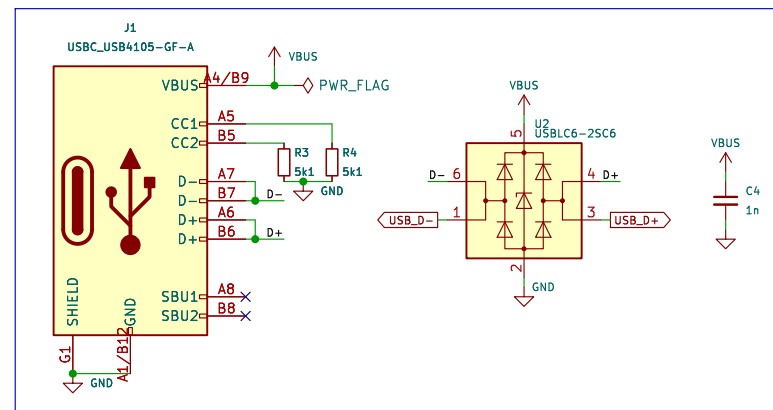 J1
USBC_USB4105-GF-A
VBUS
A4/B9
VBUS
PWR_FLAG
CC1
A5
CC2
B5
R3
5k1
R4
5k1
GND
D-
A7
D-
B7
D-
D+
A6
D+
B6
D+
SBU1
A8
SBU2
B8
SHIELD
GND
G1
A1/B12
GND
VBUS
U2
USBLC6-2SC6
5
D-
6
4
D+
USB_D-
1
3
USB_D+
2
GND
VBUS
C4
1n